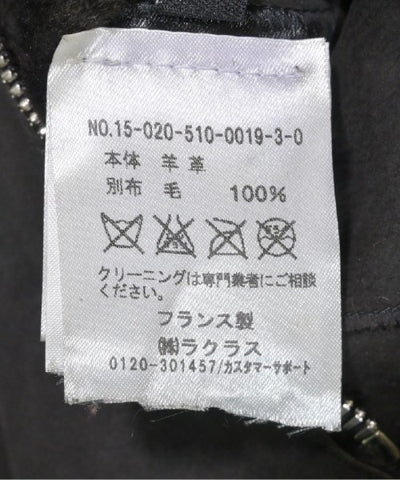 NO.15-020-510-0019-3-0
本体 羊革
別布 毛 100%
クリーニングは専門業者にご相談
ください。
フランス製
㈱ラクラス
0120-301457/カスタマーサポート